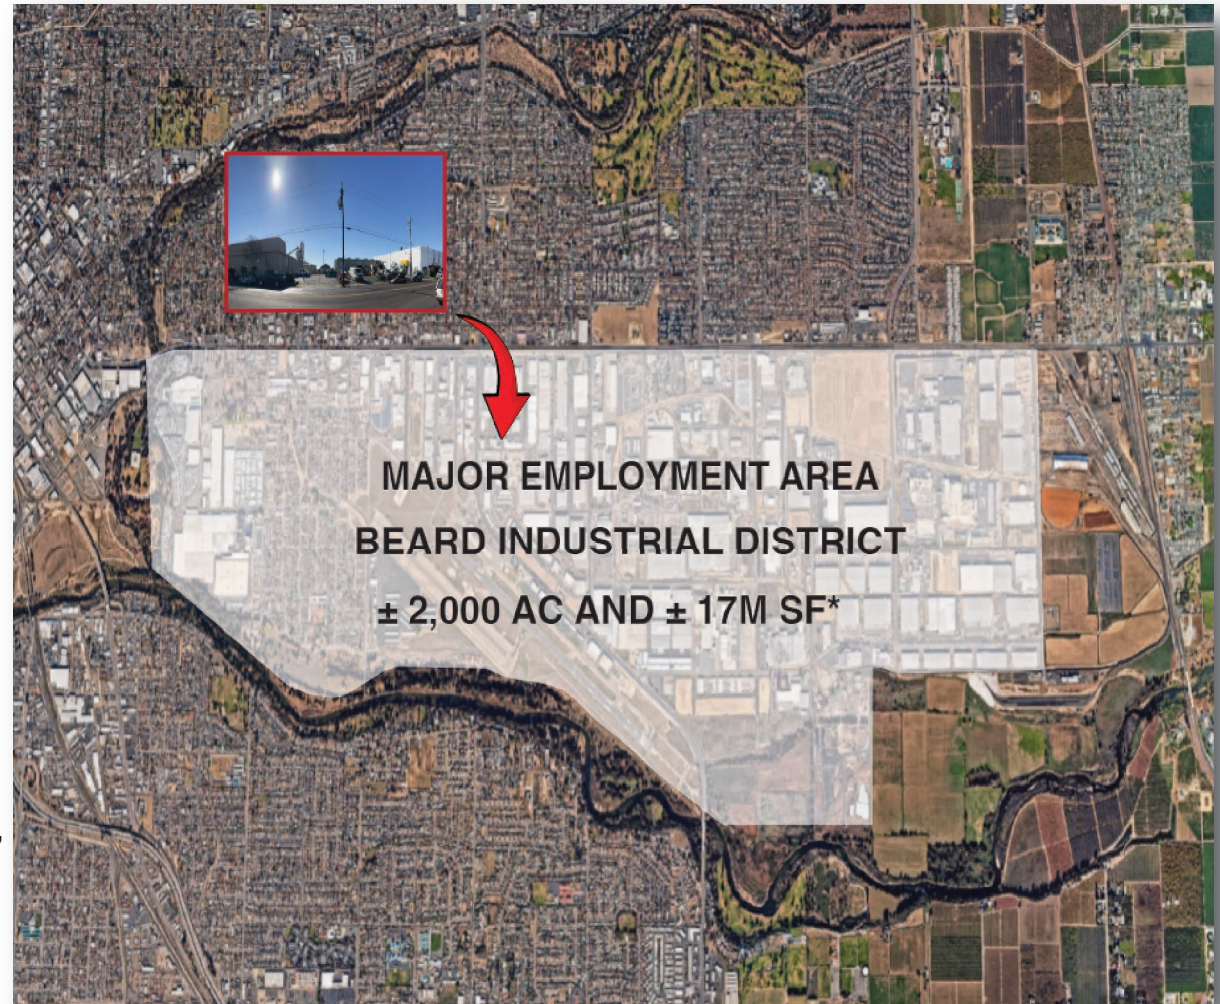 MAJOR EMPLOYMENT AREA
BEARD INDUSTRIAL DISTRICT
± 2,000 AC AND ± 17M SF*